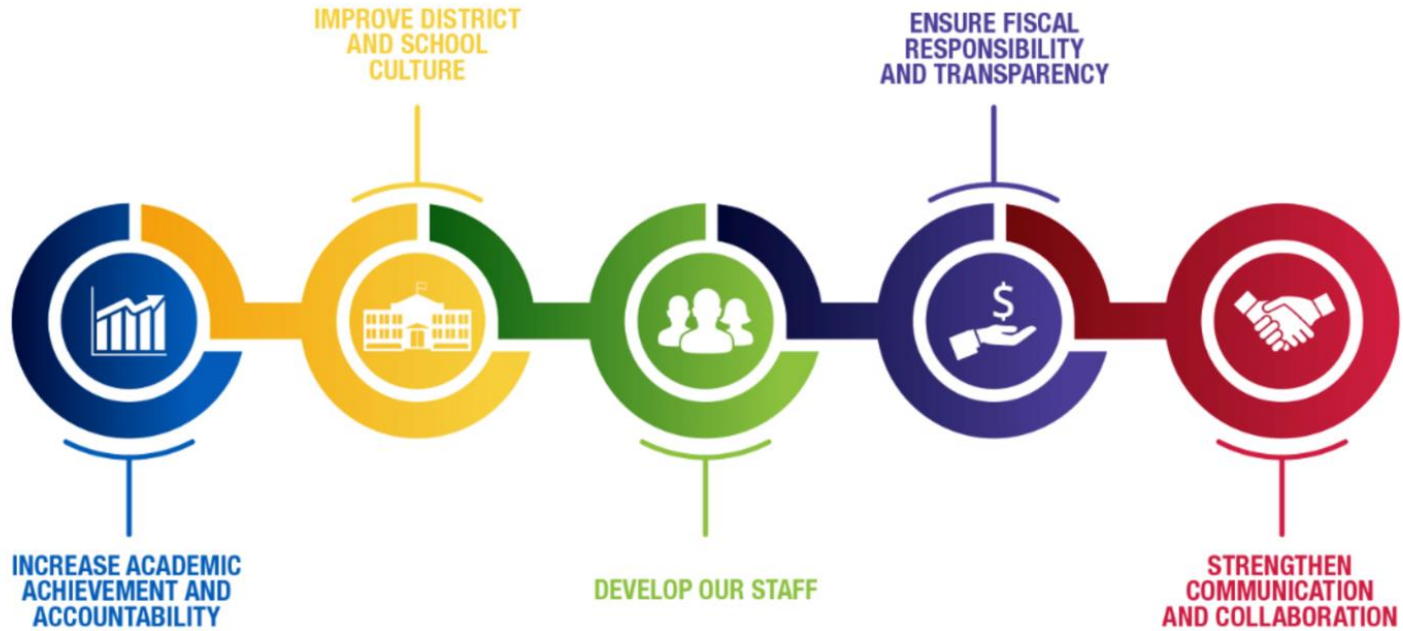 IMPROVE DISTRICT
AND SCHOOL
CULTURE
ENSURE FISCAL
RESPONSIBILITY
AND TRANSPARENCY
$
INCREASE ACADEMIC
ACHIEVEMENT AND
ACCOUNTABILITY
DEVELOP OUR STAFF
STRENGTHEN
COMMUNICATION
AND COLLABORATION